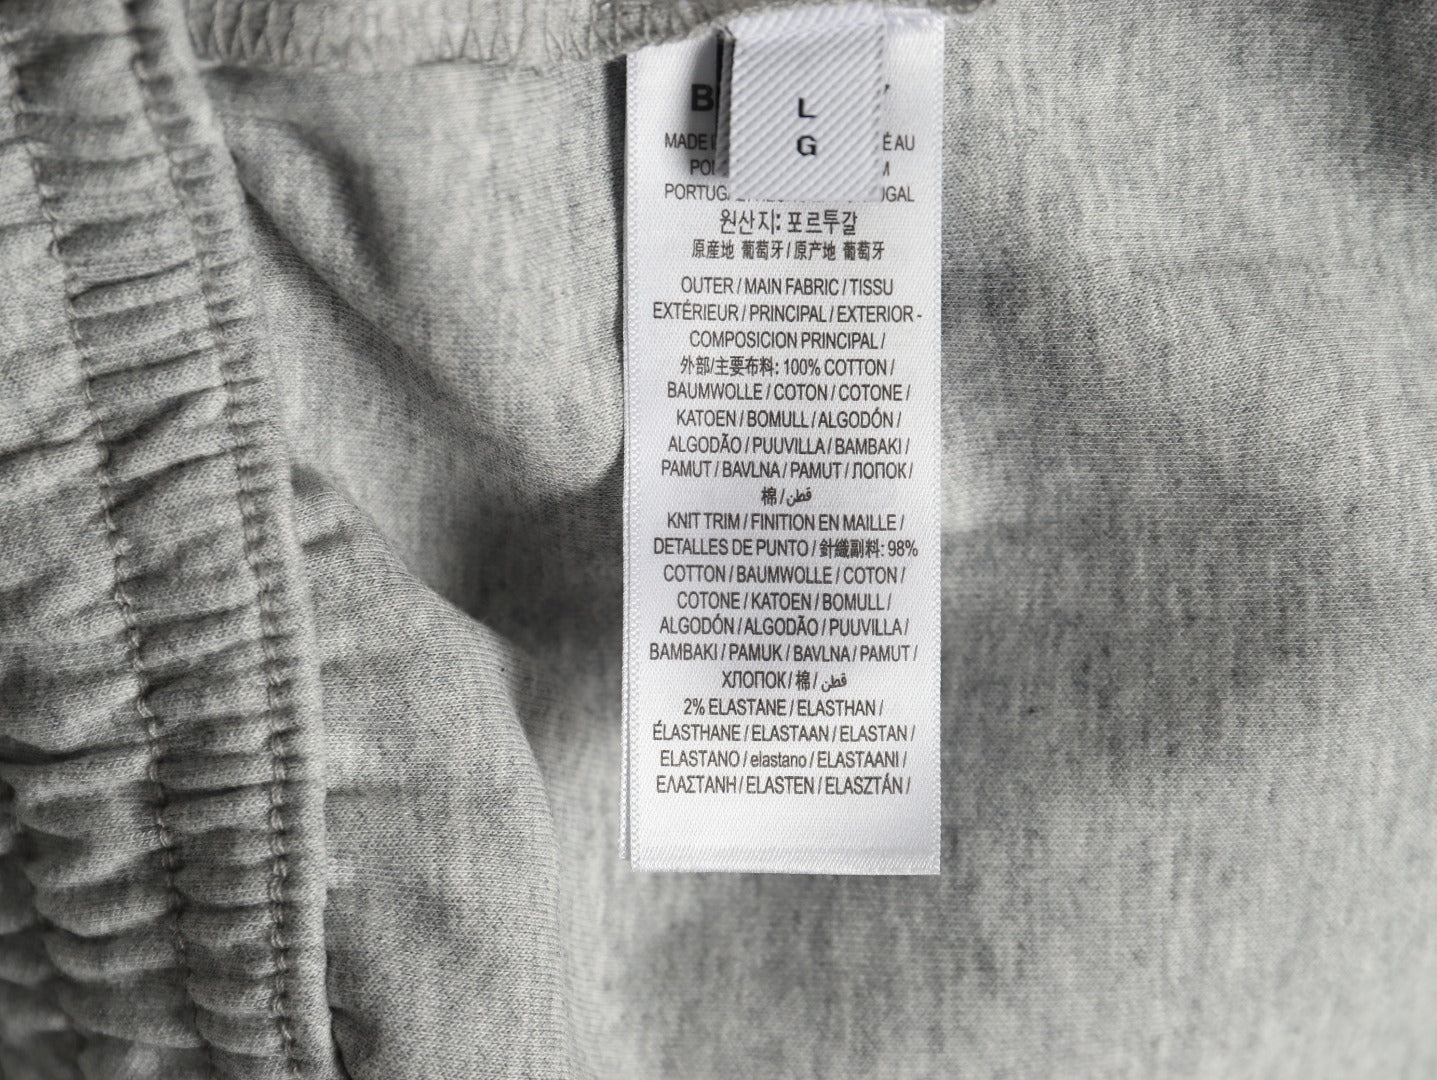 L
G
MADE
PORTUG
원산지: 포르투갈
原産地 葡萄牙 / 原产地 葡萄牙
OUTER / MAIN FABRIC / TISSU
EXTÉRIEUR / PRINCIPAL / EXTERIOR -
COMPOSICION PRINCIPAL /
外部/主要布料: 100% COTTON /
BAUMWOLLE / COTON / COTONE /
KATOEN / BOMULL / ALGODÓN /
ALGODÃO / PUUVILLA / BAMBAKI /
PAMUT / BAVLNA / PAMUT / ЛОПОК /
棉 / قطن
KNIT TRIM / FINITION EN MAILLE /
DETALLES DE PUNTO / 針織副料: 98%
COTTON / BAUMWOLLE / COTON /
COTONE / KATOEN / BOMULL /
ALGODÓN / ALGODÃO / PUUVILLA /
BAMBAKI / PAMUK / BAVLNA / PAMUT /
ХЛОПОК / 棉 / قطن
2% ELASTANE / ELASTHAN /
ÉLASTHANE / ELASTAAN / ELASTAN /
ELASTANO / elastano / ELASTAANI /
ΕΛΑΣΤΑΝΗ / ELASTEN / ELASZTÁN /